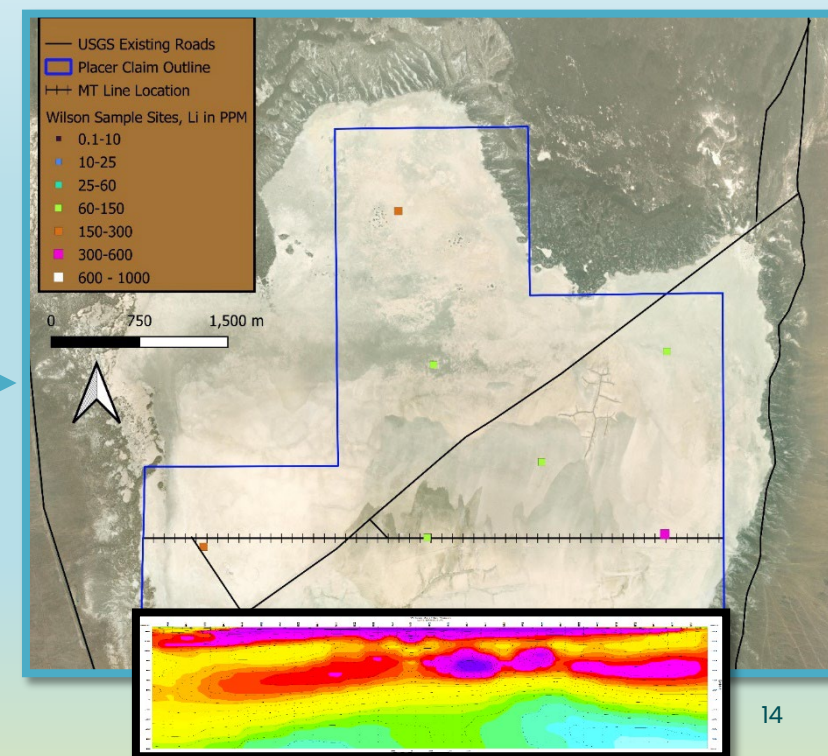 USGS Existing Roads
Placer Claim Outline
MT Line Location
Wilson Sample Sites, Li in PPM
0.1-10
10-25
25-60
60-150
150-300
300-600
600 - 1000
0 750 1,500 m
14